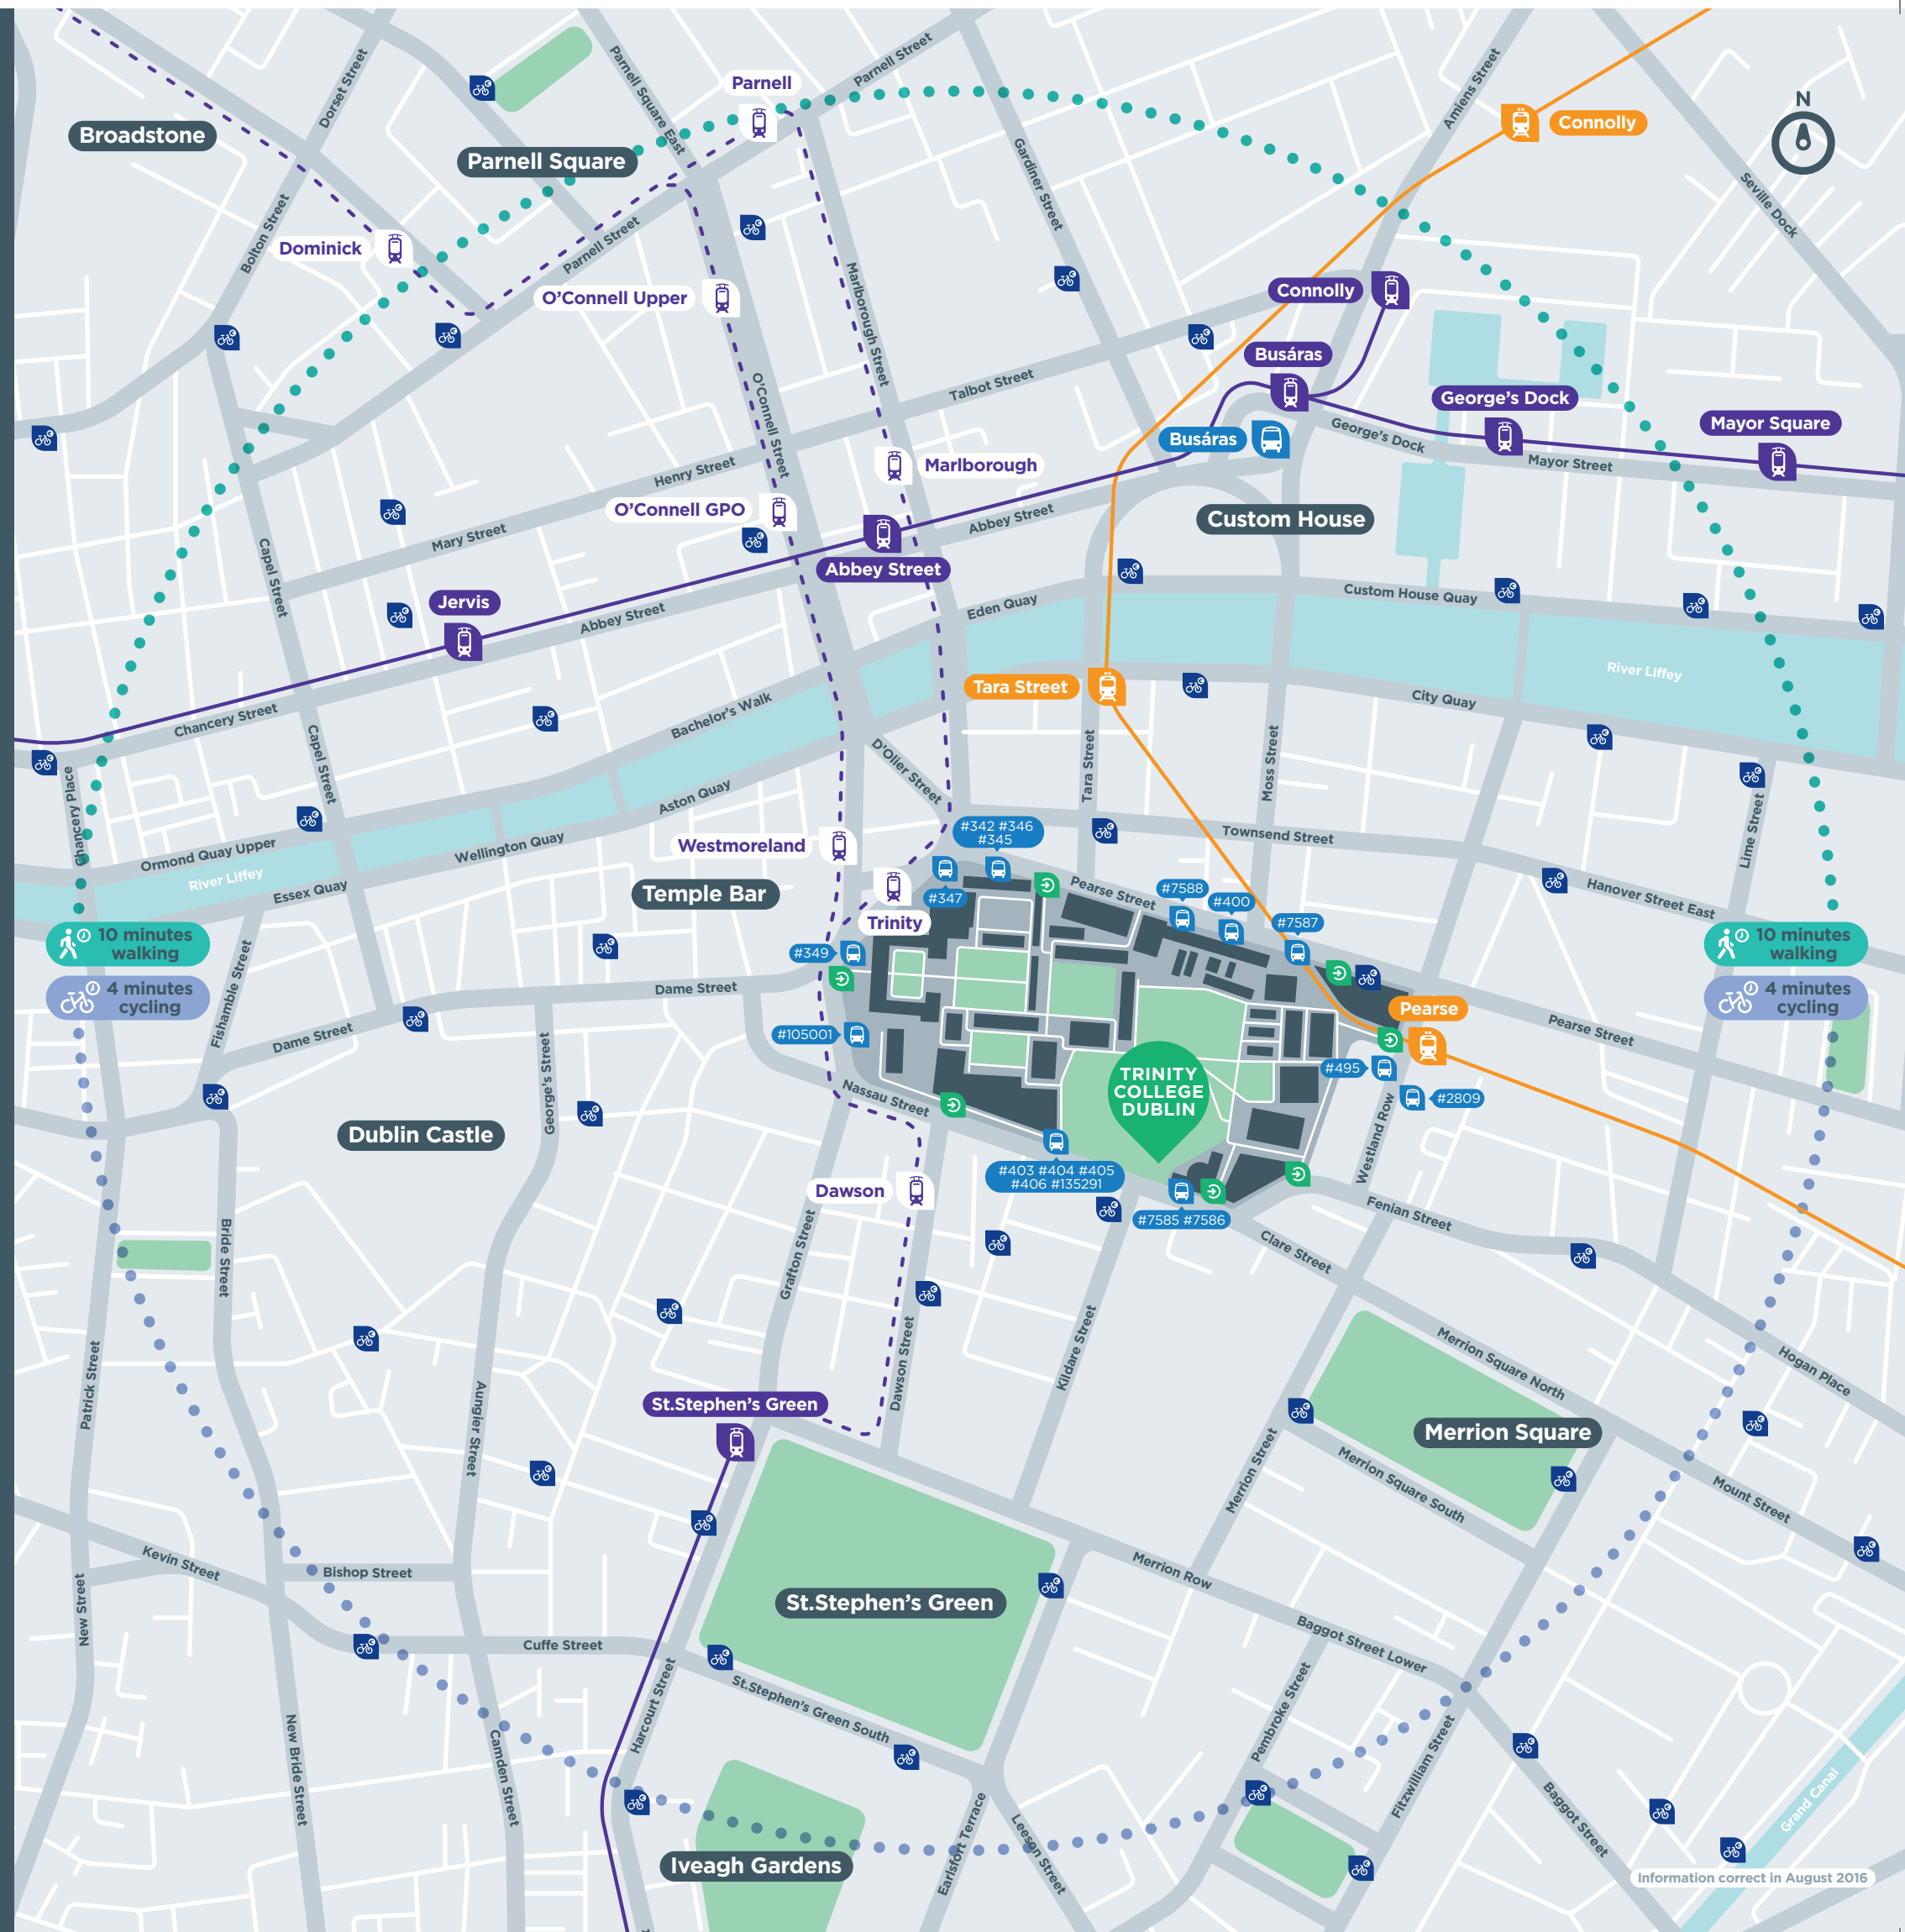 N
Parnell
Parnell Street
Parnell Square East
Dorset Street
Amiens Street
Connolly
Broadstone
Parnell Square
Gardiner Street
Seville Dock
Bolton Street
Dominick
Parnell Street
O'Connell Upper
Marlborough Street
Connolly
Busáras
Talbot Street
O'Connell Street
George's Dock
Mayor Square
Busáras
George's Dock
Mayor Street
Henry Street
Marlborough
O'Connell GPO
Abbey Street
Custom House
Mary Street
Capel Street
Abbey Street
Jervis
Abbey Street
Eden Quay
Custom House Quay
River Liffey
Tara Street
City Quay
Chancery Street
Bachelor's Walk
Capel Street
D'Olier Street
Tara Street
Moss Street
Chancery Place
Aston Quay
Lime Street
Ormond Quay Upper
Wellington Quay
Westmoreland
#342 #346
#345
Townsend Street
River Liffey
Essex Quay
Temple Bar
Trinity
#347
Pearse Street
#7588
#400
#7587
Hanover Street East
10 minutes
walking
4 minutes
cycling
10 minutes
walking
4 minutes
cycling
Fishamble Street
#349
Dame Street
Dame Street
George's Street
#105001
Pearse
Pearse Street
TRINITY
COLLEGE
DUBLIN
#495
#2809
Nassau Street
Dublin Castle
Westland Row
#403 #404 #405
#406 #135291
Dawson
#7585 #7586
Fenian Street
Clare Street
Bride Street
Grafton Street
Dawson Street
Kildare Street
Patrick Street
Aungier Street
Merrion Square North
Hogan Place
St.Stephen's Green
Merrion Square
Merrion Street
Merrion Square South
Mount Street
Kevin Street
Bishop Street
New Street
Merrion Row
St.Stephen's Green
Cuffe Street
Baggot Street Lower
Harcourt Street
St.Stephen's Green South
Pembroke Street
Fitzwilliam Street
New Bride Street
Camden Street
Earlsfort Terrace
Leeson Street
Baggot Street
Grand Canal
Iveagh Gardens
Information correct in August 2016